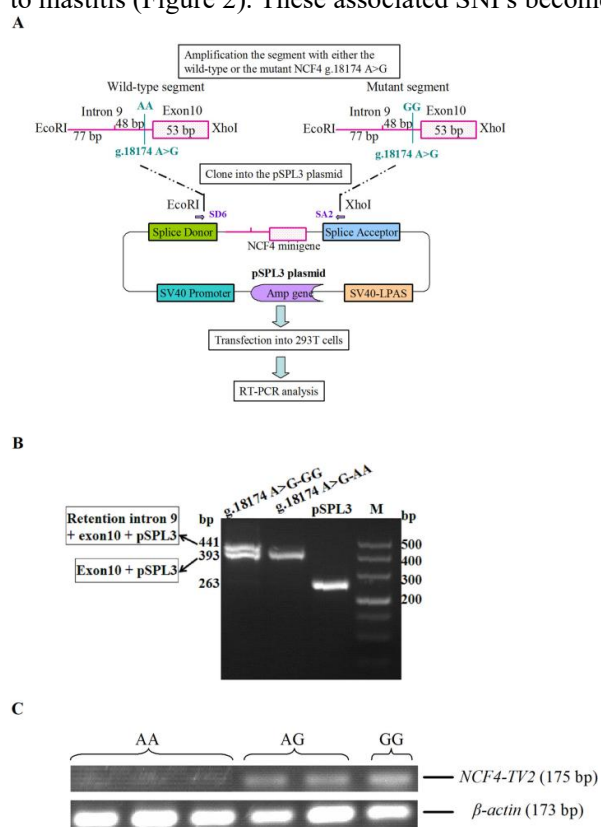 to mastitis (Figure 2). These associated SNPs become
A
Amplification the segment with either the
wild-type or the mutant NCF4 g.18174 A>G
Wild-type segment
Mutant segment
Intron 9 AA Exon10
EcoRI 48 bp 53 bp XhoI
77 bp
g.18174 A>G
Intron 9 GG Exon10
EcoRI 48 bp 53 bp XhoI
77 bp
g.18174 A>G
Clone into the pSPL3 plasmid
EcoRI XhoI
SD6 SA2
Splice Donor Splice Acceptor
NCF4 minigene
pSPL3 plasmid
SV40 Promoter Amp gene SV40-LPAS
Transfection into 293T cells
RT-PCR analysis
B
g.18174 A>G-GG
g.18174 A>G-AA
pSPL3 M
bp bp
Retention intron 9
+ exon10 + pSPL3
Exon10 + pSPL3
441
393
263
500
400
300
200
C
AA AG GG
NCF4-TV2 (175 bp)
β-actin (173 bp)